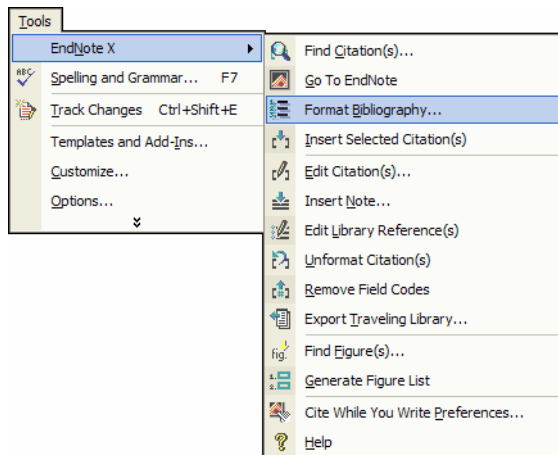 Tools
EndNote X
Spelling and Grammar... F7
Track Changes Ctrl+Shift+E
Templates and Add-Ins...
Customize...
Options...
Find Citation(s)...
Go To EndNote
Format Bibliography...
Insert Selected Citation(s)
Edit Citation(s)...
Insert Note...
Edit Library Reference(s)
Unformat Citation(s)
Remove Field Codes
Export Traveling Library...
Find Figure(s)...
Generate Figure List
Cite While You Write Preferences...
Help